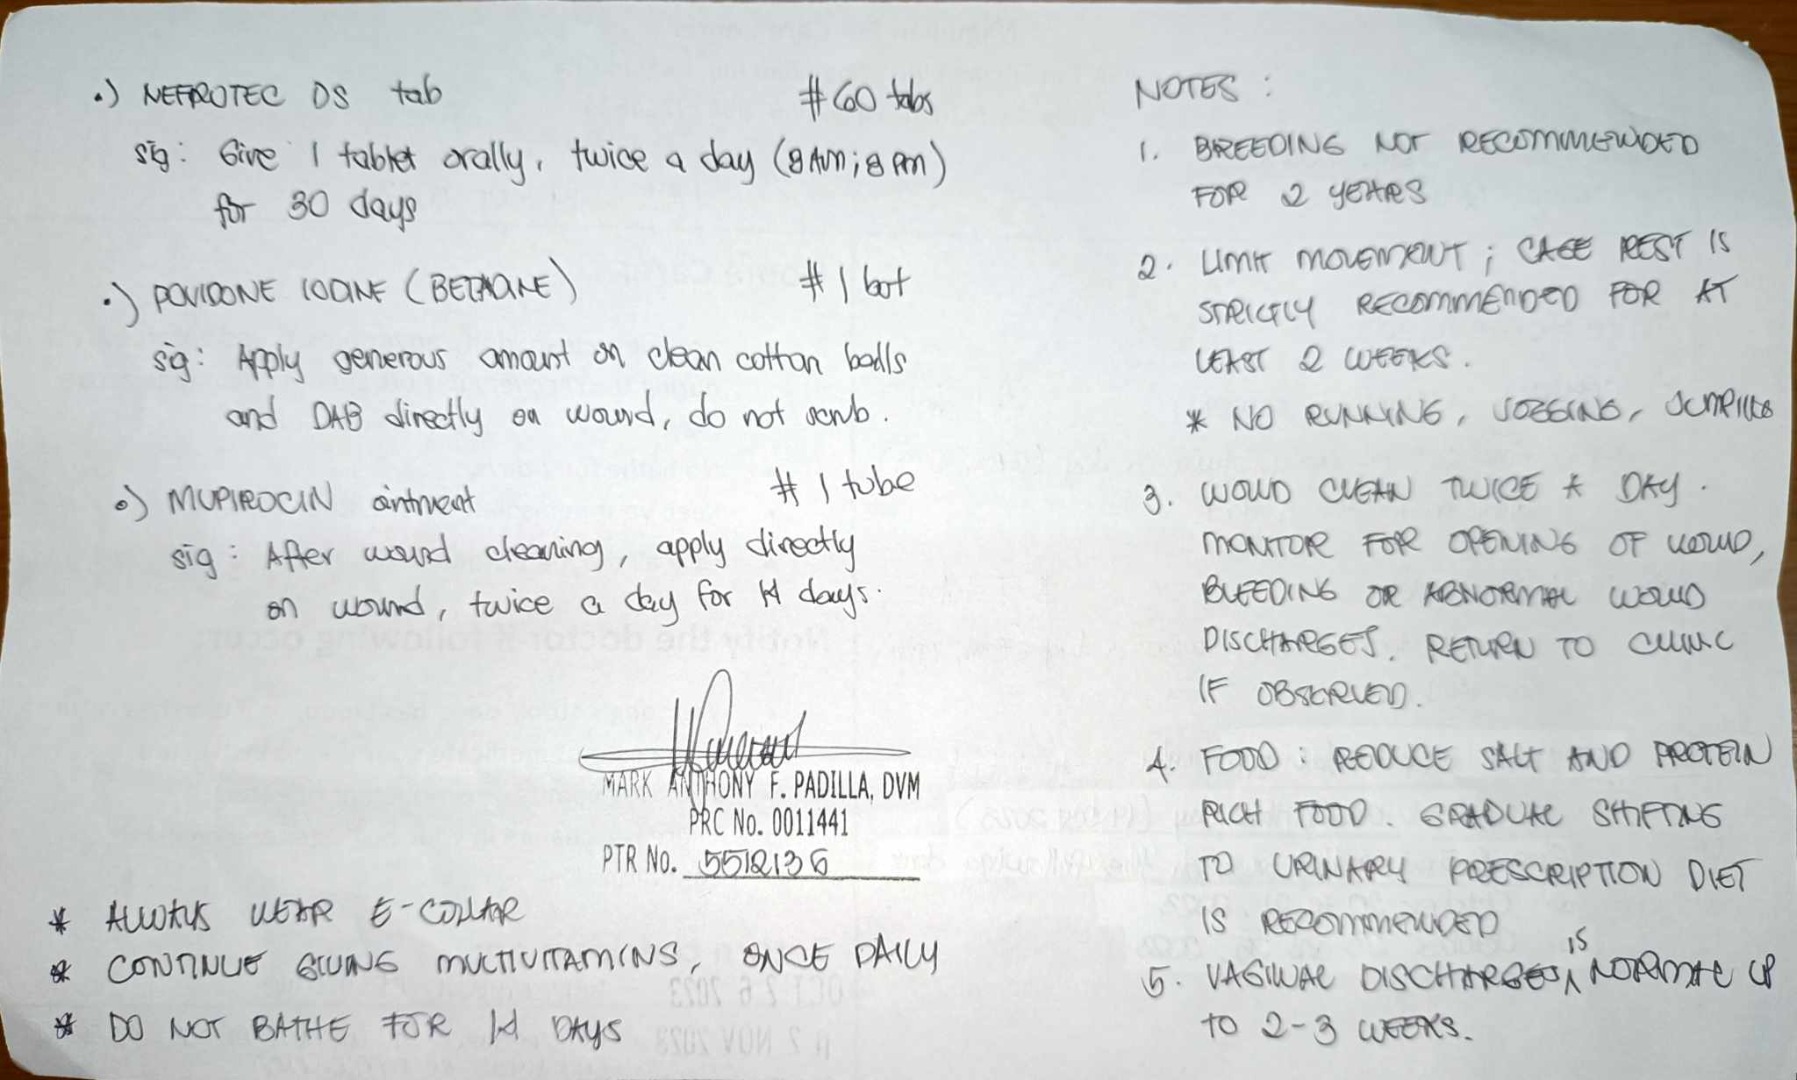 .) NEFROTEC DS tab #60 tabs
sig: Give 1 tablet orally, twice a day (8AM; 8PM)
for 30 days
.) POVIDONE IODINE (BETADINE) #1 bot
sig: Apply generous amount on clean cotton balls
and DAB directly on wound, do not scrub.
.) MUPIROCIN ointment #1 tube
sig: After wound cleaning, apply directly
on wound, twice a day for 14 days.
MARK ANTHONY F. PADILLA, DVM
PRC No. 0011441
PTR No. 5512136
* ALWAYS WEAR E-COLLAR
* CONTINUE GIVING MULTIVITAMINS, ONCE DAILY
* DO NOT BATHE FOR 14 DAYS
NOTES:
1. BREEDING NOT RECOMMENDED
FOR 2 YEARS
2. LIMIT MOVEMENT; CAGE REST IS
STRICTLY RECOMMENDED FOR AT
LEAST 2 WEEKS.
* NO RUNNING, JOGGING, JUMPING
3. WOUND CLEAN TWICE A DAY.
MONITOR FOR OPENING OF WOUND,
BLEEDING OR ABNORMAL WOUND
DISCHARGES. RETURN TO CLINIC
IF OBSERVED.
4. FOOD: REDUCE SALT AND PROTEIN
RICH FOOD. GRADUAL SHIFTING
TO URINARY PRESCRIPTION DIET
IS RECOMMENDED
5. VAGINAL DISCHARGES IS NORMAL UP
TO 2-3 WEEKS.